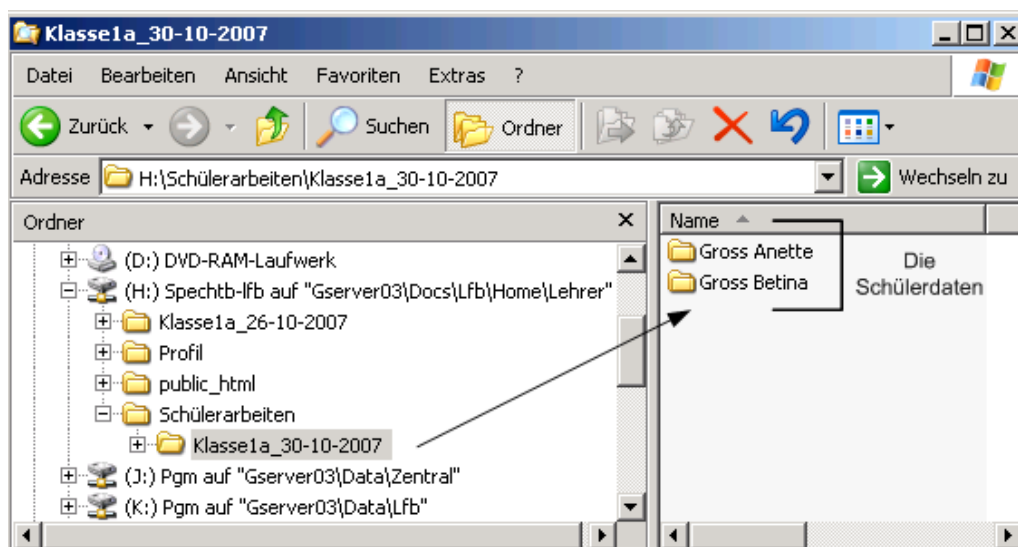 Klasse1a_30-10-2007
Datei Bearbeiten Ansicht Favoriten Extras ?
Zurück Suchen Ordner
Adresse H:\Schülerarbeiten\Klasse1a_30-10-2007 Wechseln zu
Ordner x
(D:) DVD-RAM-Laufwerk
(H:) Spechtb-lfb auf "Gserver03\Docs\Lfb\Home\Lehrer"
Klasse1a_26-10-2007
Profil
public_html
Schülerarbeiten
Klasse1a_30-10-2007
(J:) Pgm auf "Gserver03\Data\Zentral"
(K:) Pgm auf "Gserver03\Data\Lfb"
Name
Gross Anette
Gross Betina
Die
Schülerdaten